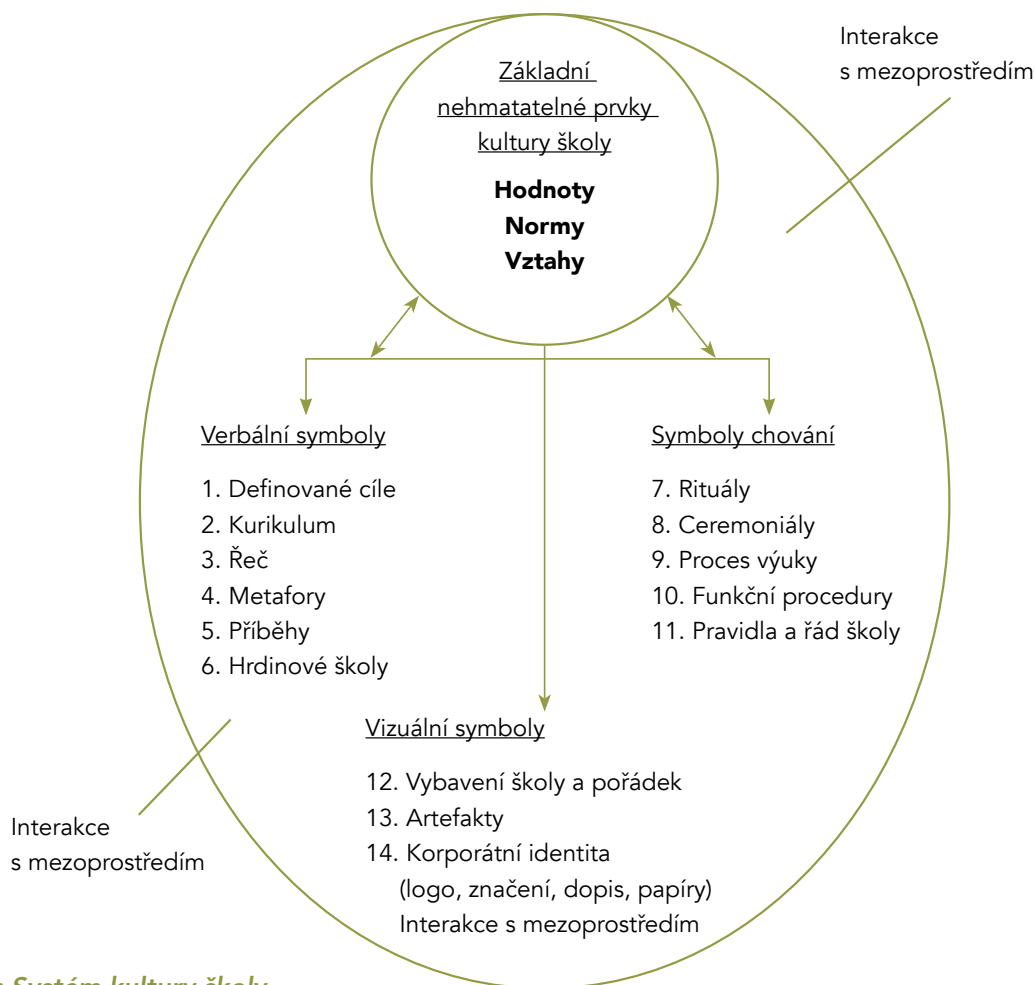 Interakce
s mezoprostředím
Základní
nehmatatelné prvky
kultury školy
Hodnoty
Normy
Vztahy
Verbální symboly
1. Definované cíle
2. Kurikulum
3. Řeč
4. Metafory
5. Příběhy
6. Hrdinové školy
Symboly chování
7. Rituály
8. Ceremoniály
9. Proces výuky
10. Funkční procedury
11. Pravidla a řád školy
Vizuální symboly
12. Vybavení školy a pořádek
13. Artefakty
14. Korporátní identita
(logo, značení, dopis, papíry)
Interakce s mezoprostředím
Interakce
s mezoprostředím
Systém kultury školy